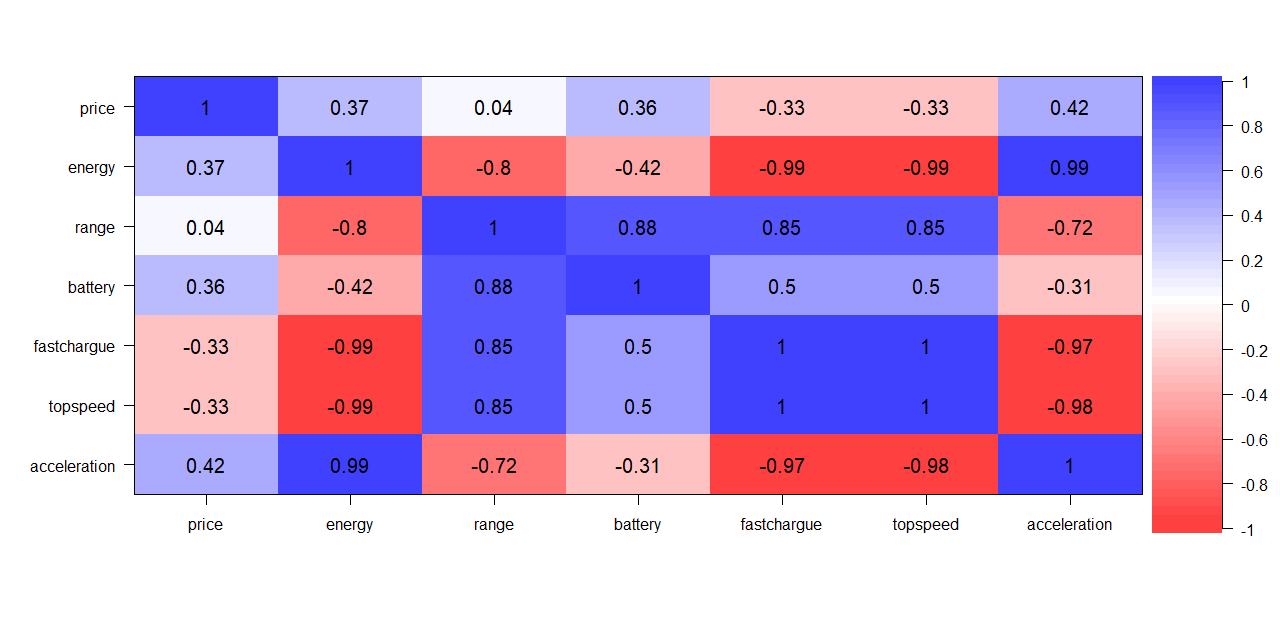 price 1 0.37 0.04 0.36 -0.33 -0.33 0.42
energy 0.37 1 -0.8 -0.42 -0.99 -0.99 0.99
range 0.04 -0.8 1 0.88 0.85 0.85 -0.72
battery 0.36 -0.42 0.88 1 0.5 0.5 -0.31
fastchargue -0.33 -0.99 0.85 0.5 1 1 -0.97
topspeed -0.33 -0.99 0.85 0.5 1 1 -0.98
acceleration 0.42 0.99 -0.72 -0.31 -0.97 -0.98 1
price energy range battery fastchargue topspeed acceleration
1
0.8
0.6
0.4
0.2
0
-0.2
-0.4
-0.6
-0.8
-1